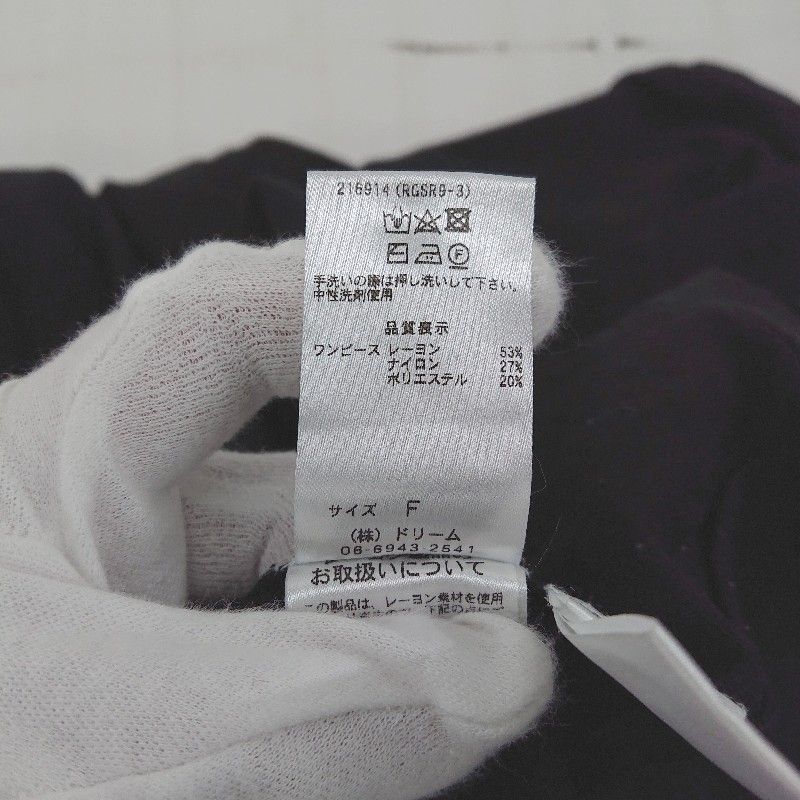 216914(RGSR9-3)
F
手洗いの際は押し洗いして下さい。
中性洗剤使用
品質表示
ワンピース レーヨン 53%
ナイロン 27%
ポリエステル 20%
サイズ F
(株)ドリーム
06-6943-2541
お取扱いについて
この製品は、レーヨン素材を使用